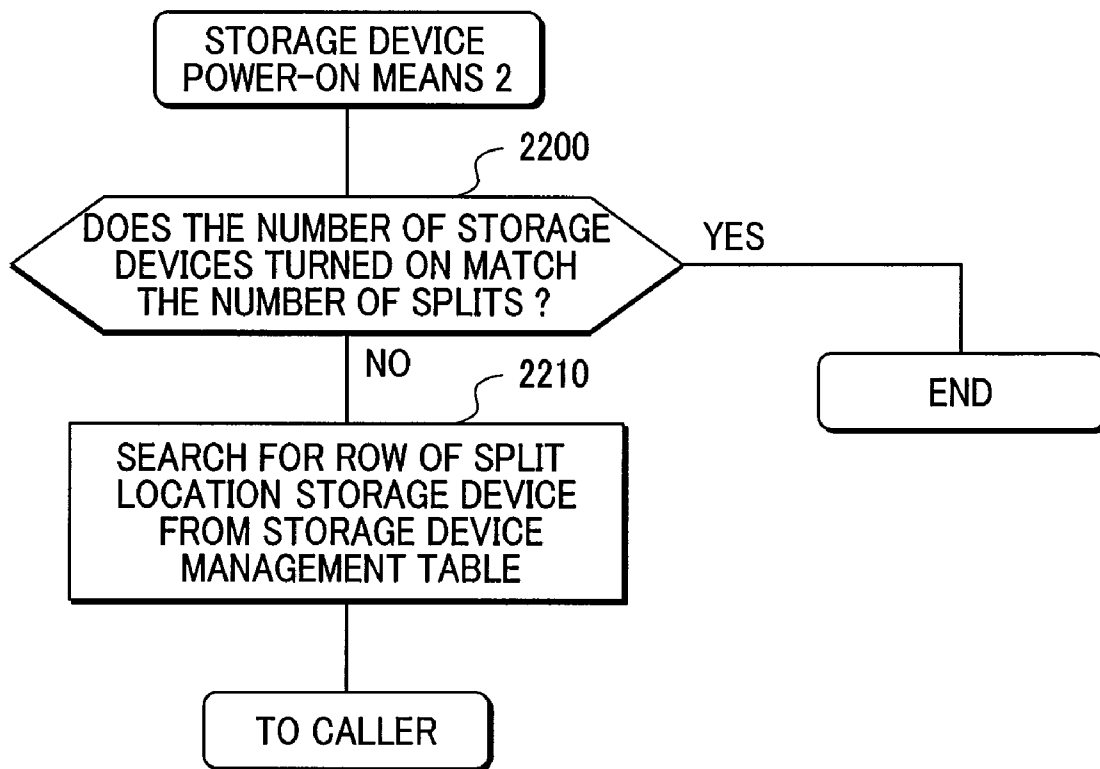 STORAGE DEVICE
POWER-ON MEANS 2
2200
DOES THE NUMBER OF STORAGE
DEVICES TURNED ON MATCH
THE NUMBER OF SPLITS ?
YES
NO
END
2210
SEARCH FOR ROW OF SPLIT
LOCATION STORAGE DEVICE
FROM STORAGE DEVICE
MANAGEMENT TABLE
TO CALLER